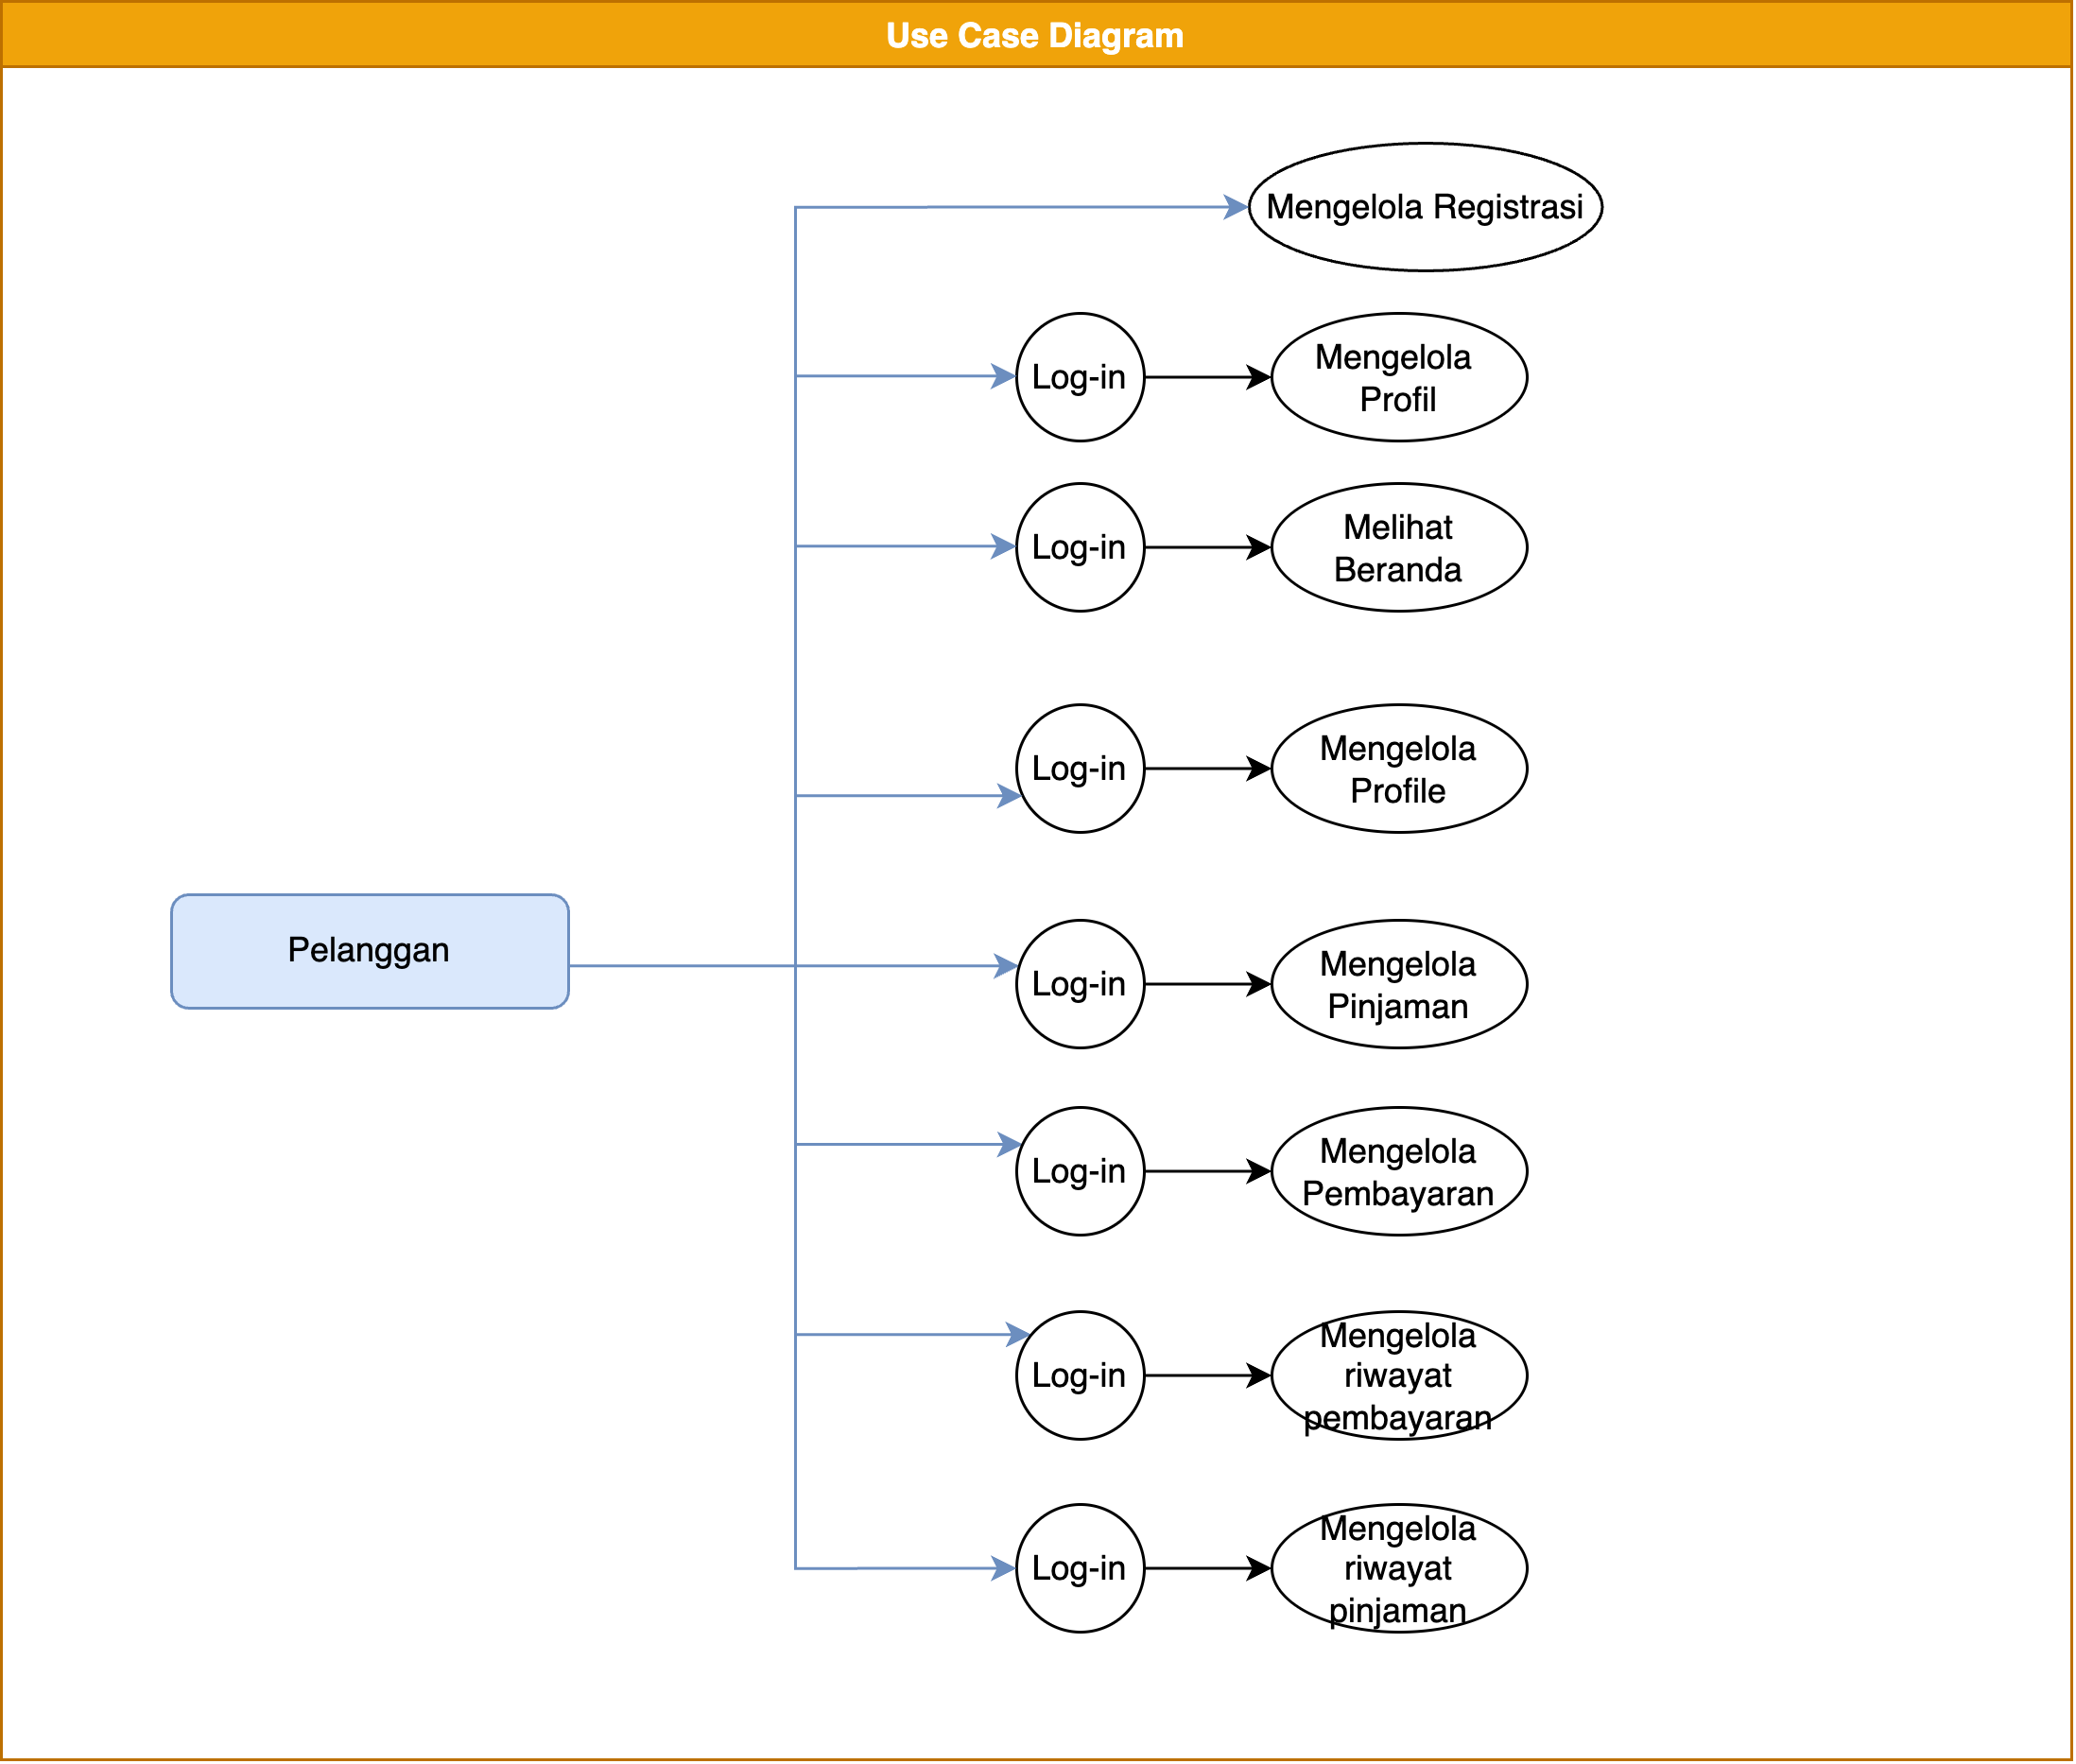 Use Case Diagram
Mengelola Registrasi
Log-in
Mengelola
Profil
Log-in
Melihat
Beranda
Log-in
Mengelola
Profile
Pelanggan
Log-in
Mengelola
Pinjaman
Log-in
Mengelola
Pembayaran
Log-in
Mengelola
riwayat
pembayaran
Log-in
Mengelola
riwayat
pinjaman